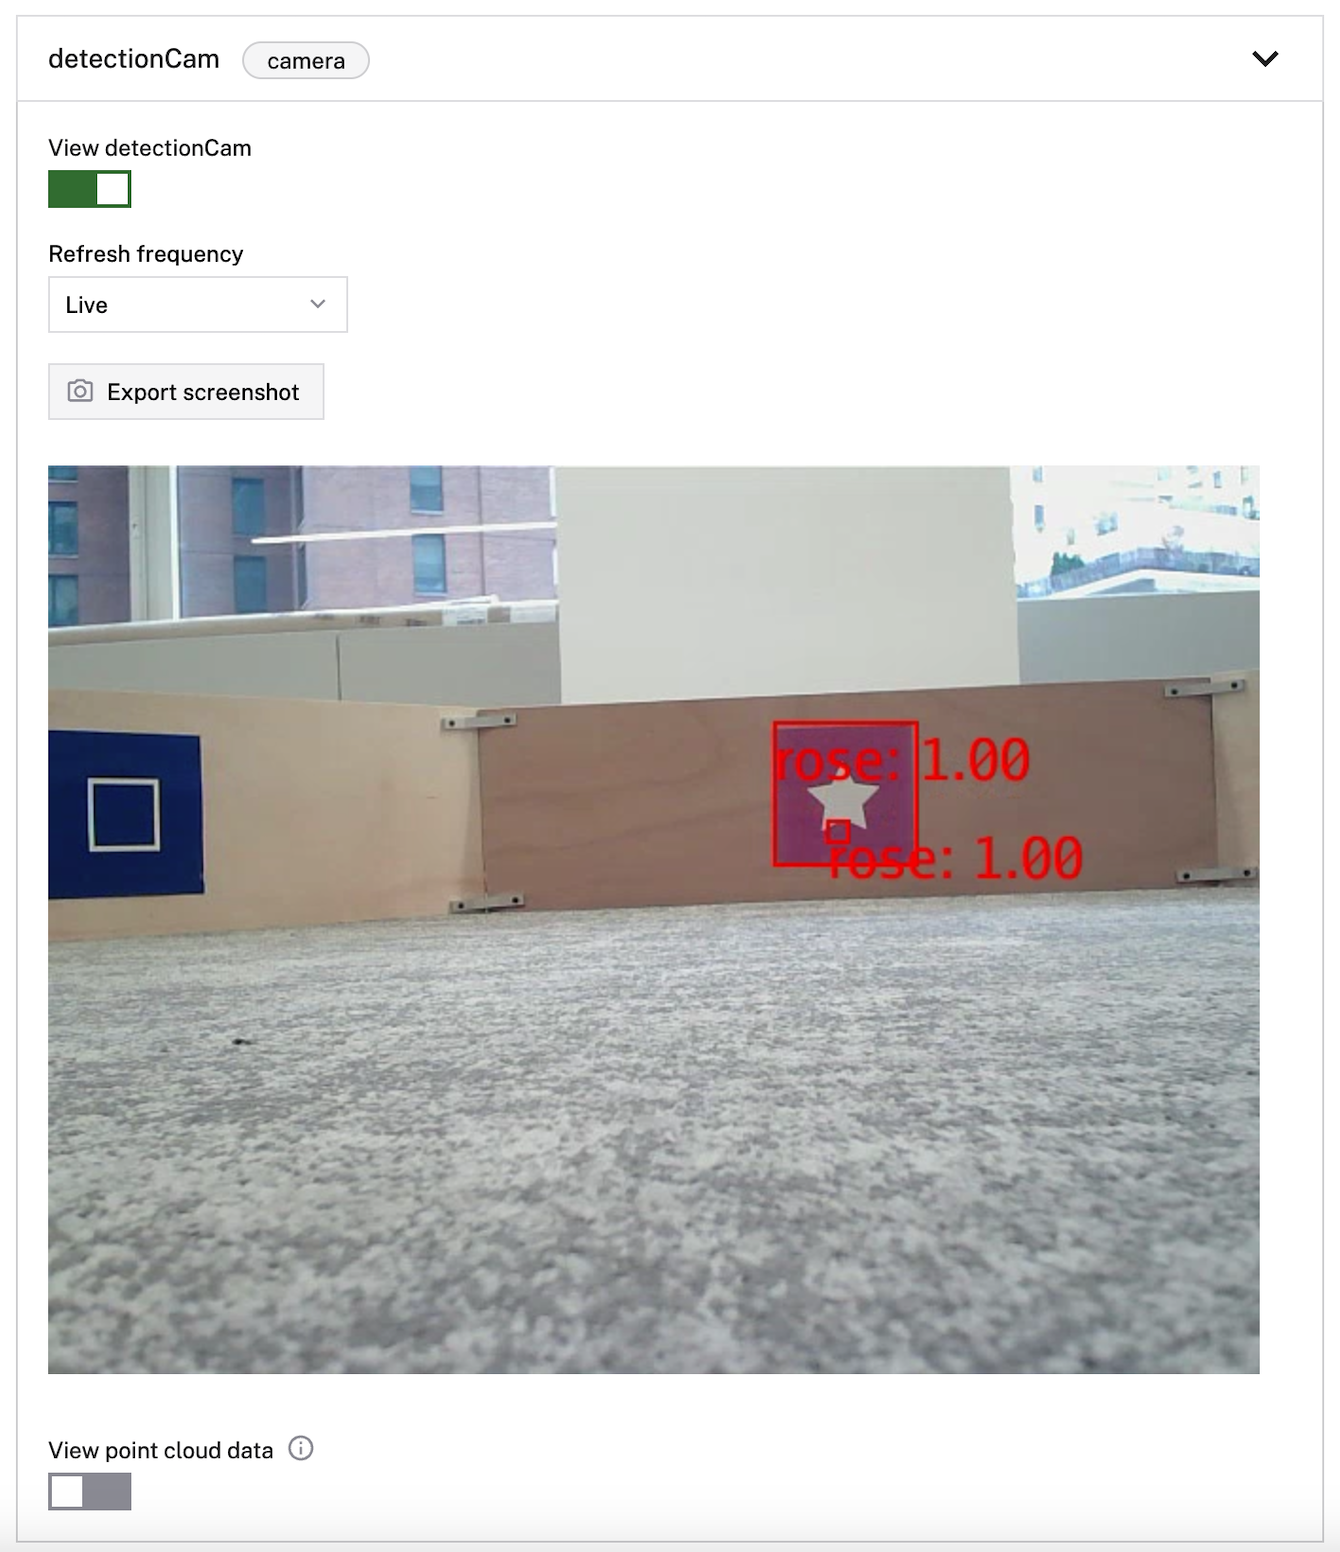 detectionCam camera
View detectionCam
Refresh frequency
Live
Export screenshot
rose: 1.00
rose: 1.00
View point cloud data